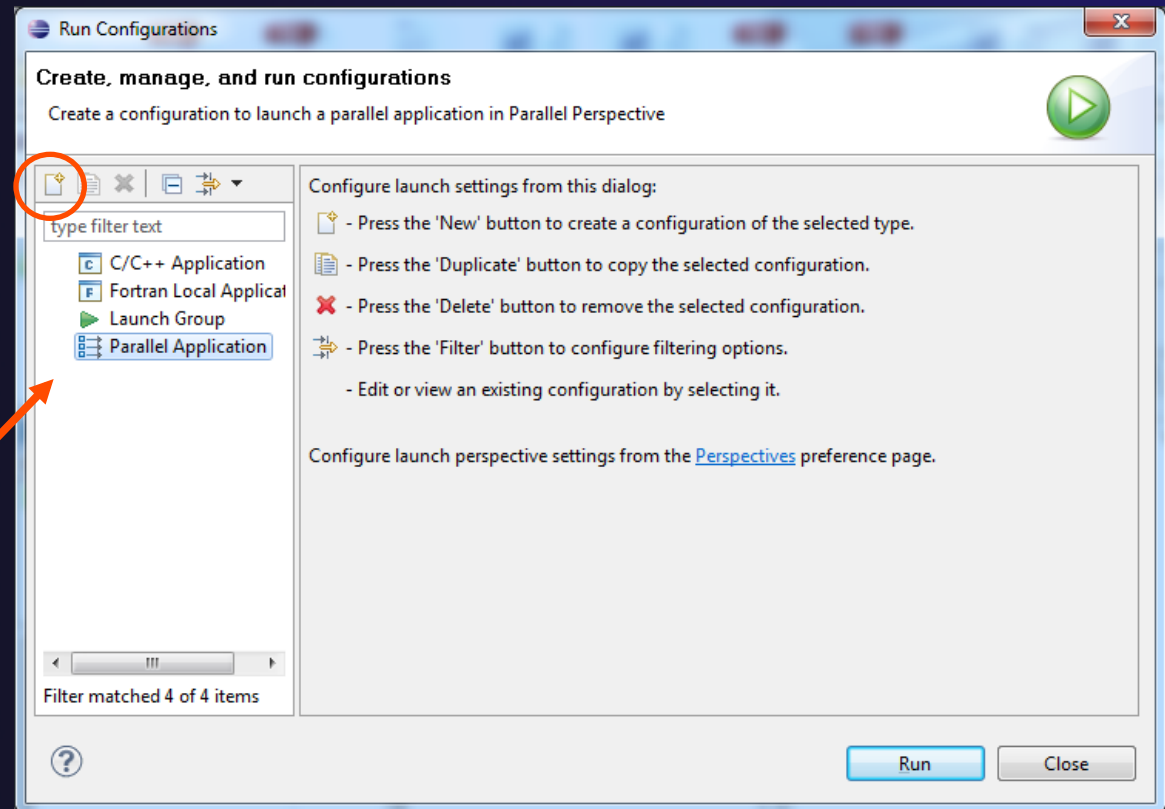 Run Configurations
Create, manage, and run configurations
Create a configuration to launch a parallel application in Parallel Perspective
type filter text
C/C++ Application
Fortran Local Applicat
Launch Group
Parallel Application
Filter matched 4 of 4 items
Configure launch settings from this dialog:
- Press the 'New' button to create a configuration of the selected type.
- Press the 'Duplicate' button to copy the selected configuration.
- Press the 'Delete' button to remove the selected configuration.
- Press the 'Filter' button to configure filtering options.
- Edit or view an existing configuration by selecting it.
Configure launch perspective settings from the Perspectives preference page.
Run
Close